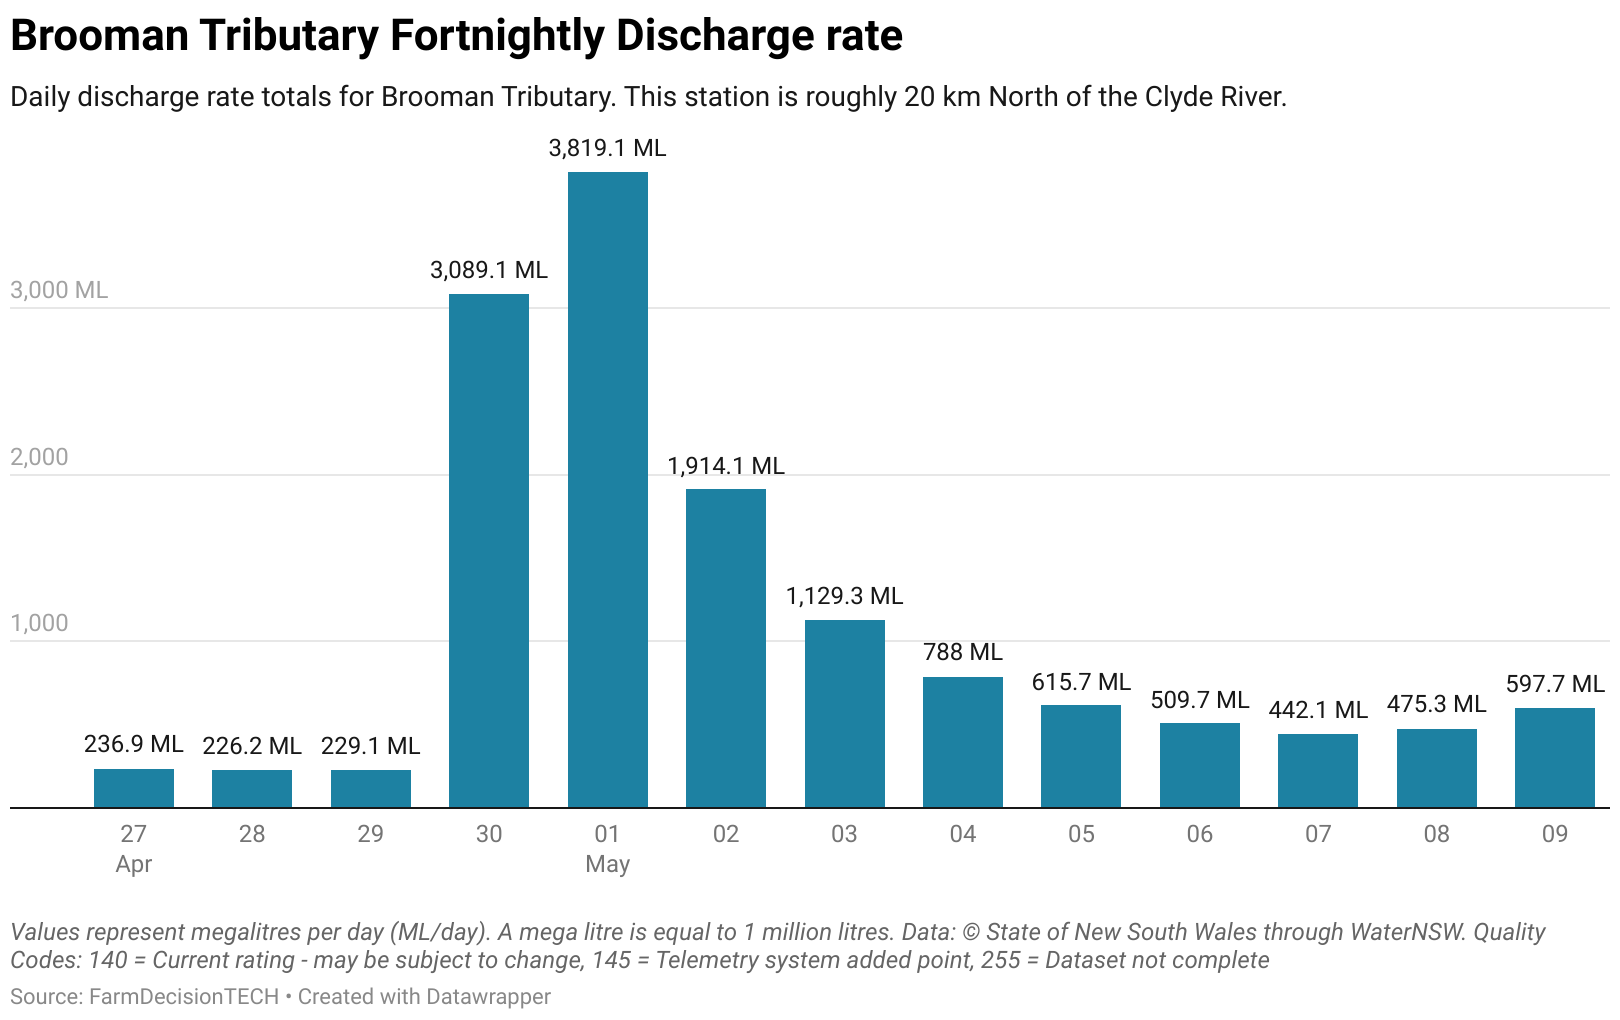 Brooman Tributary Fortnightly Discharge rate
Daily discharge rate totals for Brooman Tributary. This station is roughly 20 km North of the Clyde River.
3,819.1 ML
3,089.1 ML
3,000 ML
2,000
1,914.1 ML
1,129.3 ML
1,000
788 ML
615.7 ML
597.7 ML
509.7 ML
475.3 ML
442.1 ML
236.9 ML
226.2 ML
229.1 ML
27 28 29 30 01 02 03 04 05 06 07 08 09
Apr May
Values represent megalitres per day (ML/day). A mega litre is equal to 1 million litres. Data: © State of New South Wales through WaterNSW. Quality
Codes: 140 = Current rating - may be subject to change, 145 = Telemetry system added point, 255 = Dataset not complete
Source: FarmDecisionTECH • Created with Datawrapper